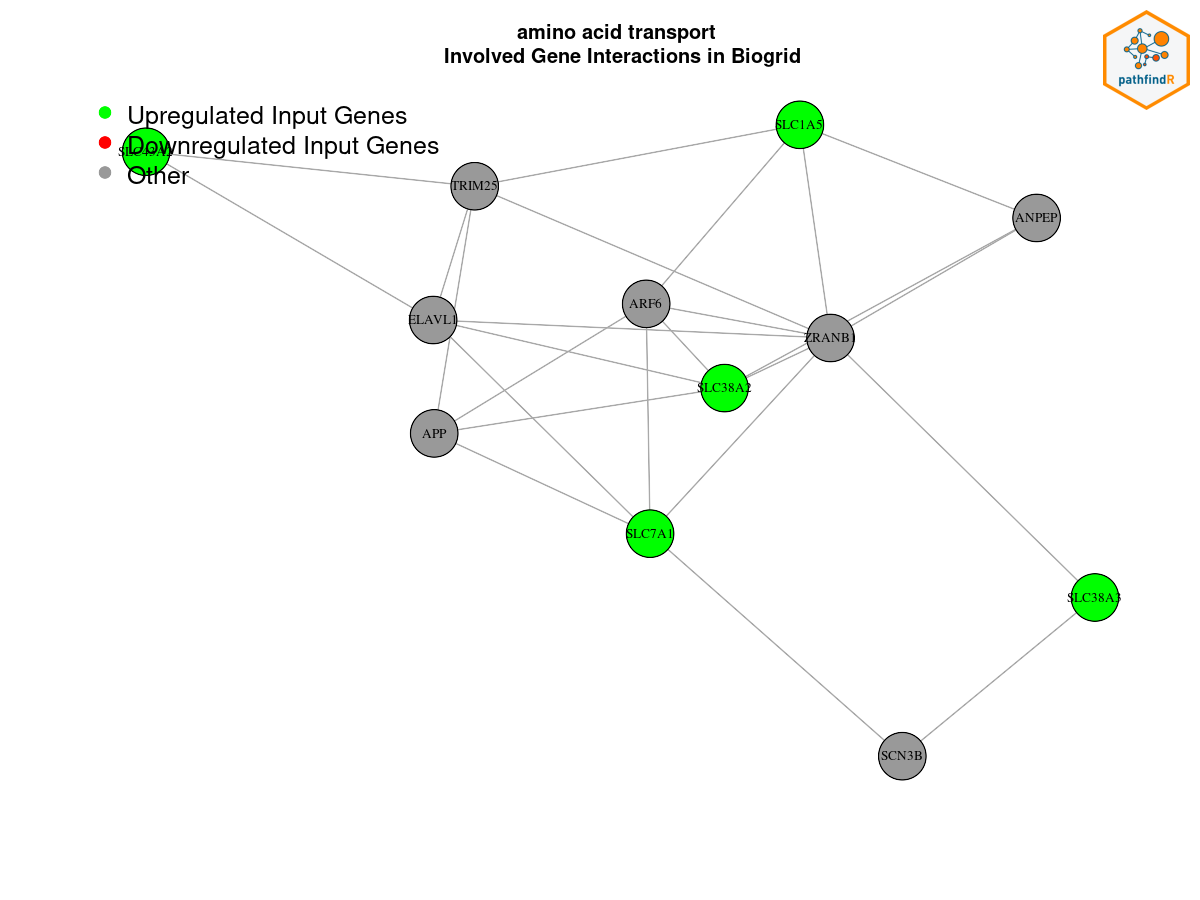 amino acid transport
Involved Gene Interactions in Biogrid
pathfindR
Upregulated Input Genes
Downregulated Input Genes
Other
SLC1A5
TRIM25
ANPEP
ARF6
ELAVL1
ZRANB1
SLC38A2
APP
SLC7A1
SLC38A3
SCN3B